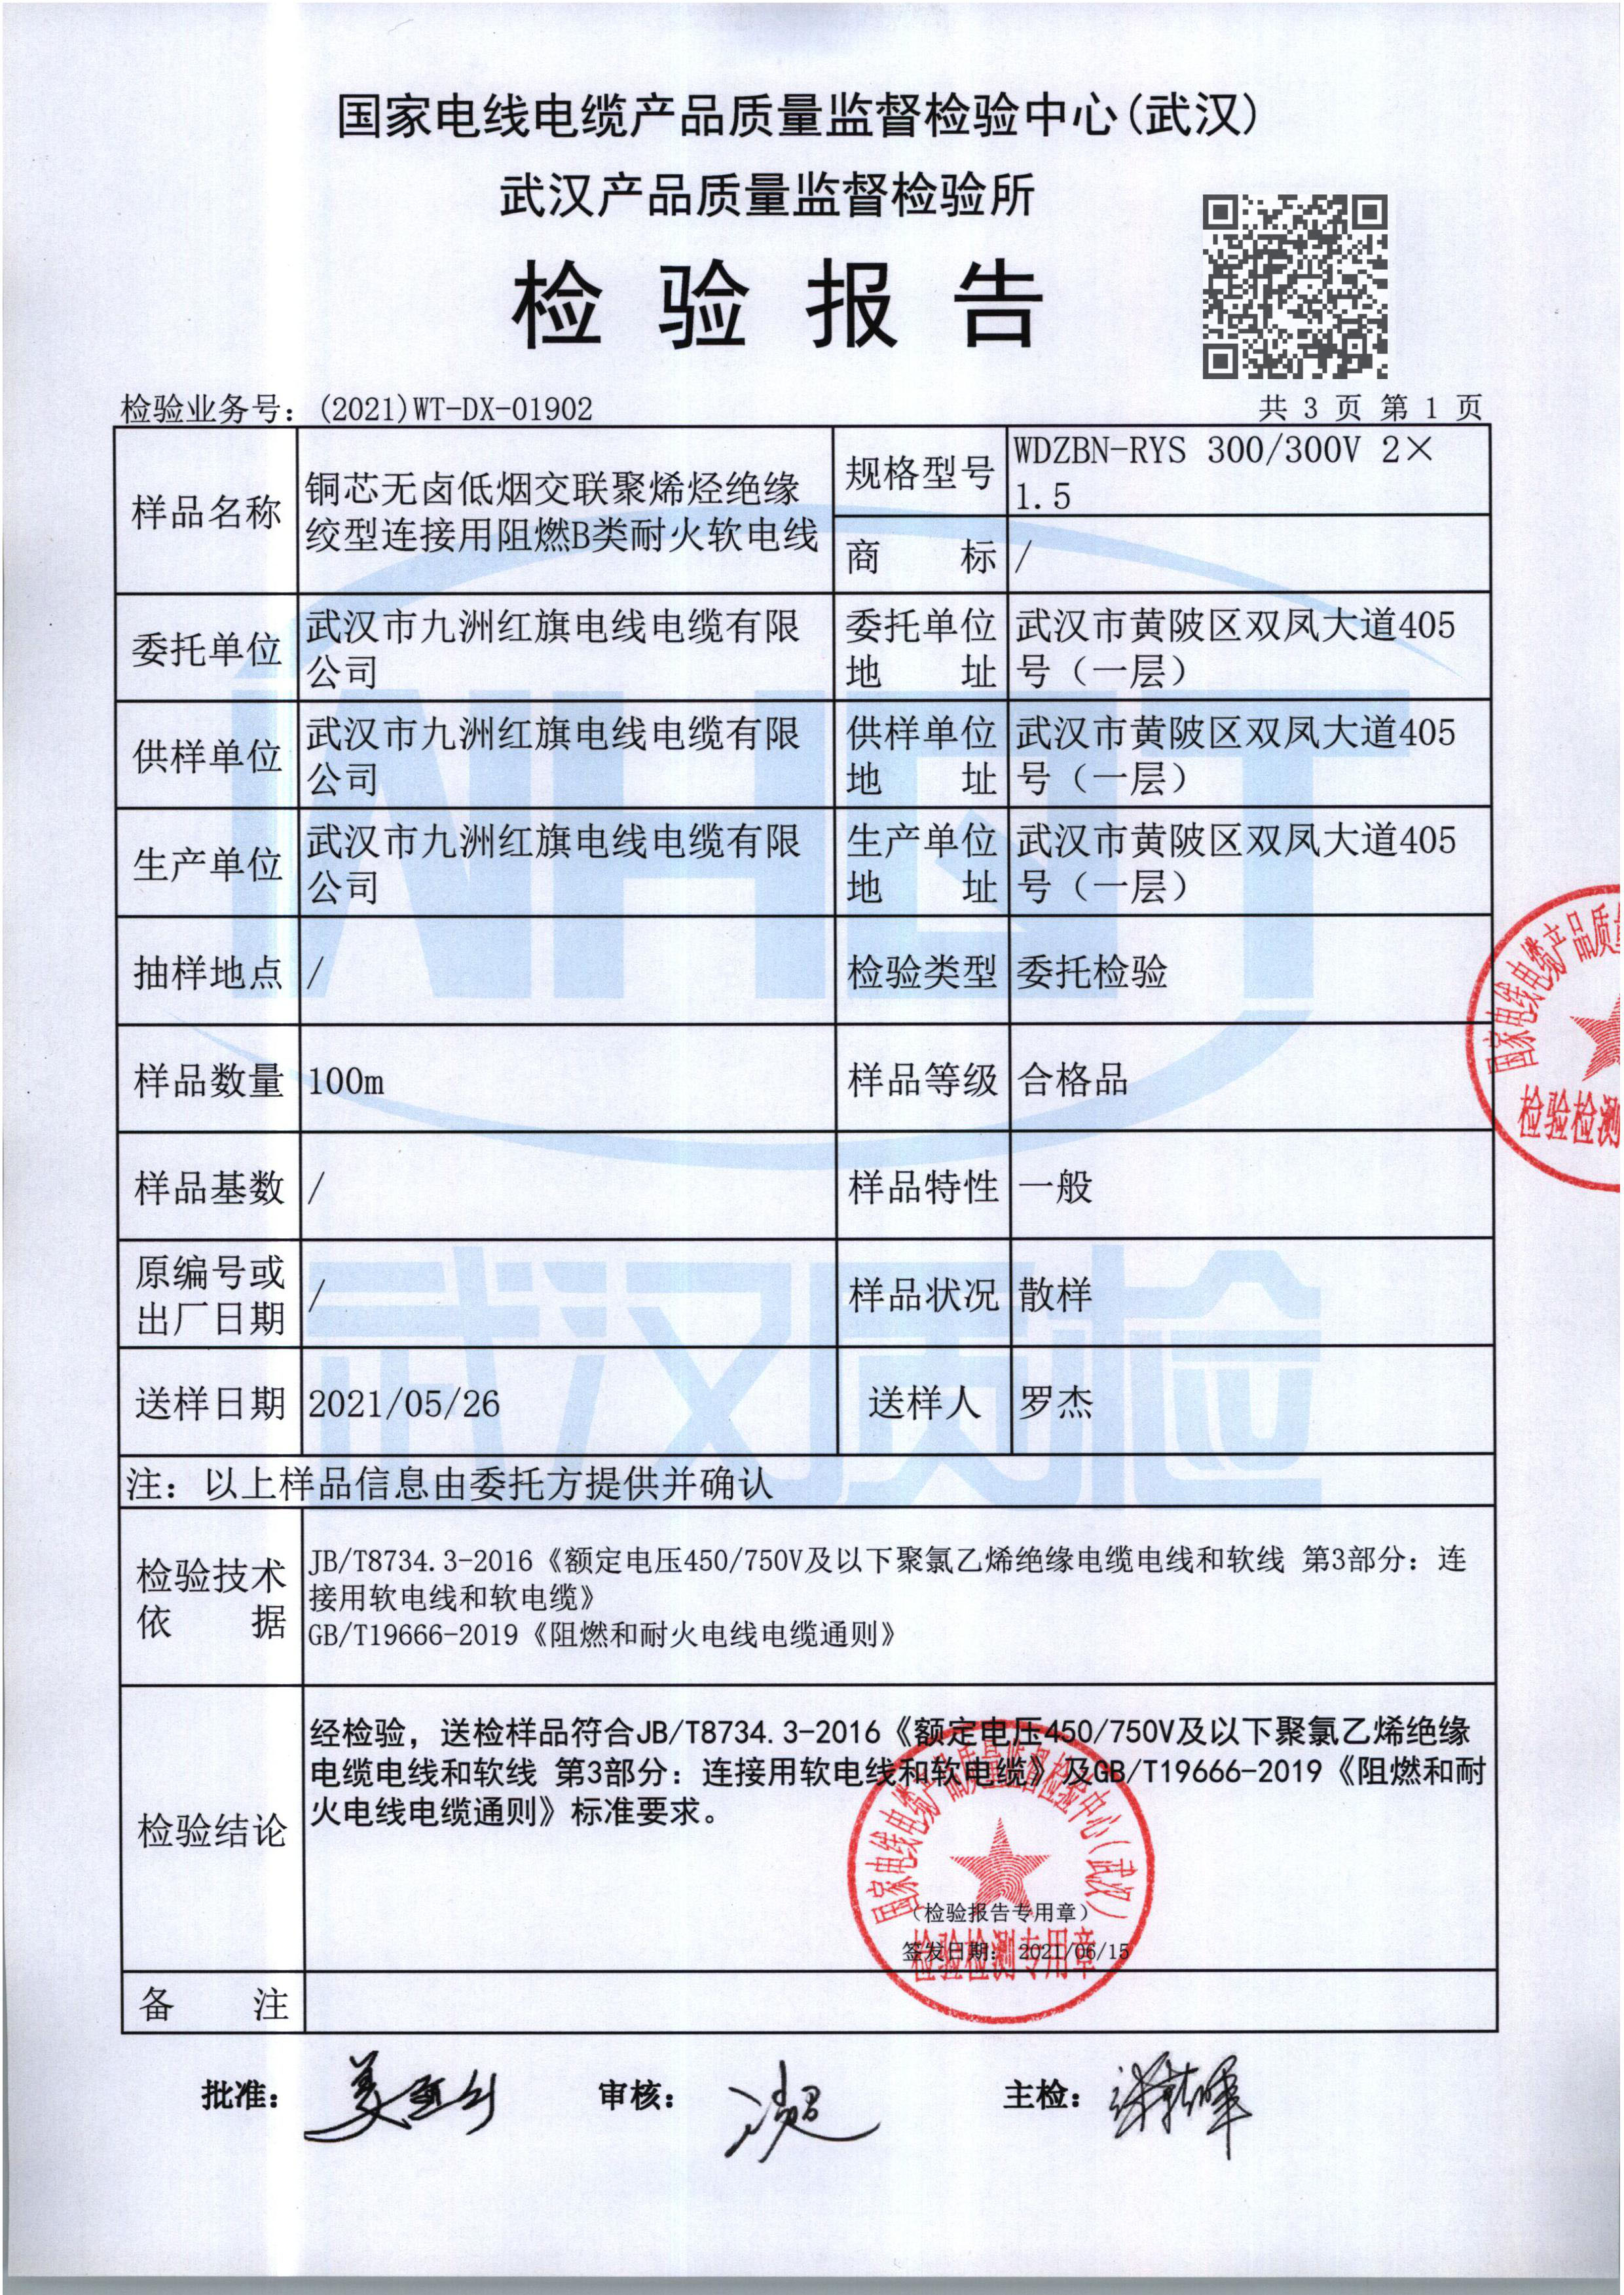 国家电线电缆产品质量监督检验中心(武汉)
武汉产品质量监督检验所
检验报告
检验业务号：(2021)WT-DX-01902
共 3 页 第 1 页
样品名称
铜芯无卤低烟交联聚烯烃绝缘
绞型连接用阻燃B类耐火软电线
规格型号
WDZBN-RYS 300/300V 2×
1.5
商 标
/
委托单位
武汉市九洲红旗电线电缆有限
公司
委托单位
地 址
武汉市黄陂区双凤大道405
号（一层）
供样单位
武汉市九洲红旗电线电缆有限
公司
供样单位
地 址
武汉市黄陂区双凤大道405
号（一层）
生产单位
武汉市九洲红旗电线电缆有限
公司
生产单位
地 址
武汉市黄陂区双凤大道405
号（一层）
抽样地点
/
检验类型
委托检验
样品数量
100m
样品等级
合格品
样品基数
/
样品特性
一般
原编号或
出厂日期
/
样品状况
散样
送样日期
2021/05/26
送样人
罗杰
注：以上样品信息由委托方提供并确认
检验技术
依 据
JB/T8734.3-2016《额定电压450/750V及以下聚氯乙烯绝缘电缆电线和软线 第3部分：连
接用软电线和软电缆》
GB/T19666-2019《阻燃和耐火电线电缆通则》
检验结论
经检验，送检样品符合JB/T8734.3-2016《额定电压450/750V及以下聚氯乙烯绝缘
电缆电线和软线 第3部分：连接用软电线和软电缆》及GB/T19666-2019《阻燃和耐
火电线电缆通则》标准要求。
国家电线电缆产品质量监督检验中心(武汉)
（检验报告专用章）
签发日期： 2021/06/15
检验检测专用章
备 注
批准：
审核：
主检：
国家电线电缆产品质量
检验检测
WHQT
武汉质检